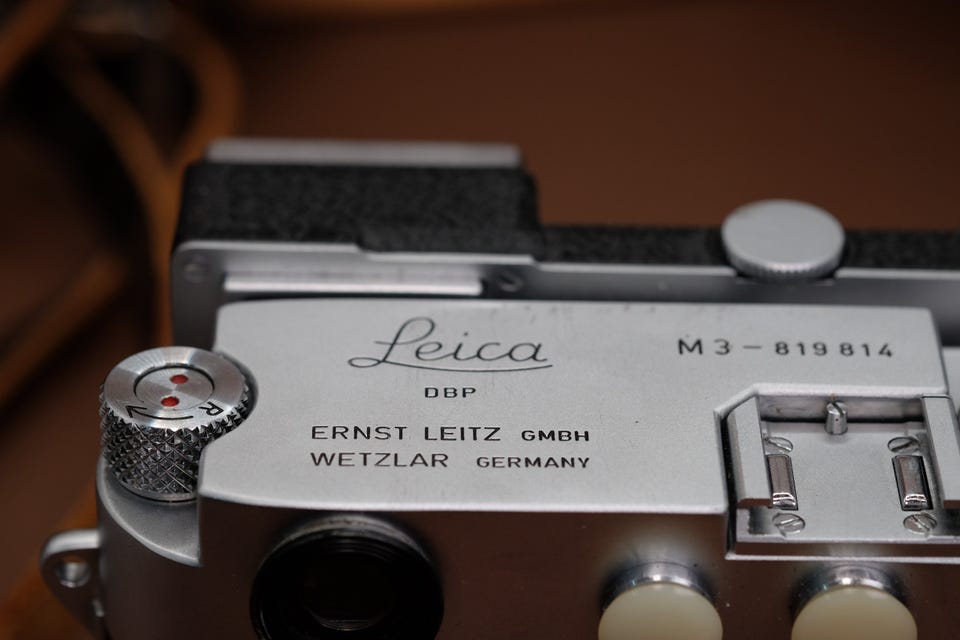 Leica
M3-819814
DBP
ERNST LEITZ GMBH
WETZLAR GERMANY
R